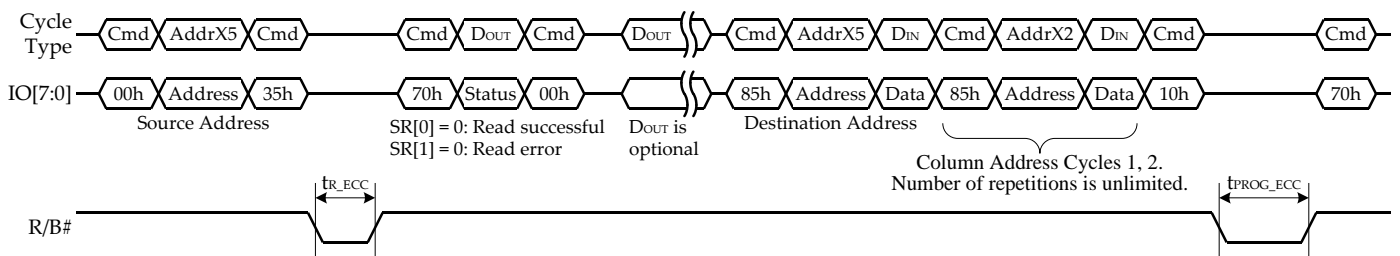 Cycle Type
Cmd AddrX5 Cmd Cmd DOUT Cmd DOUT Cmd AddrX5 DIN Cmd AddrX2 DIN Cmd Cmd
IO[7:0] 00h Address 35h 70h Status 00h 85h Address Data 85h Address Data 10h 70h
Source Address
SR[0] = 0: Read successful
SR[1] = 0: Read error
DOUT is
optional
Destination Address
Column Address Cycles 1, 2.
Number of repetitions is unlimited.
tR_ECC
tPROG_ECC
R/B#